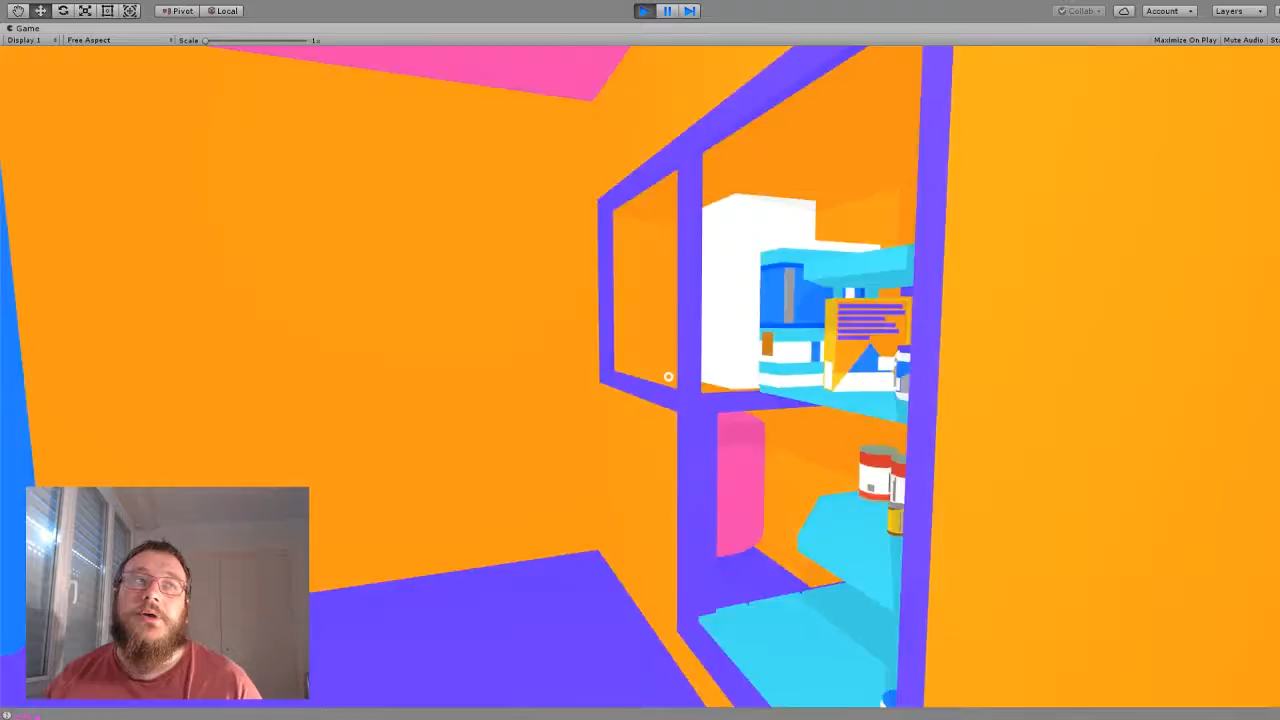 Pivot Local Collab Account Layers
Game
Display 1 Free Aspect Scale 1x Maximize On Play Mute Audio